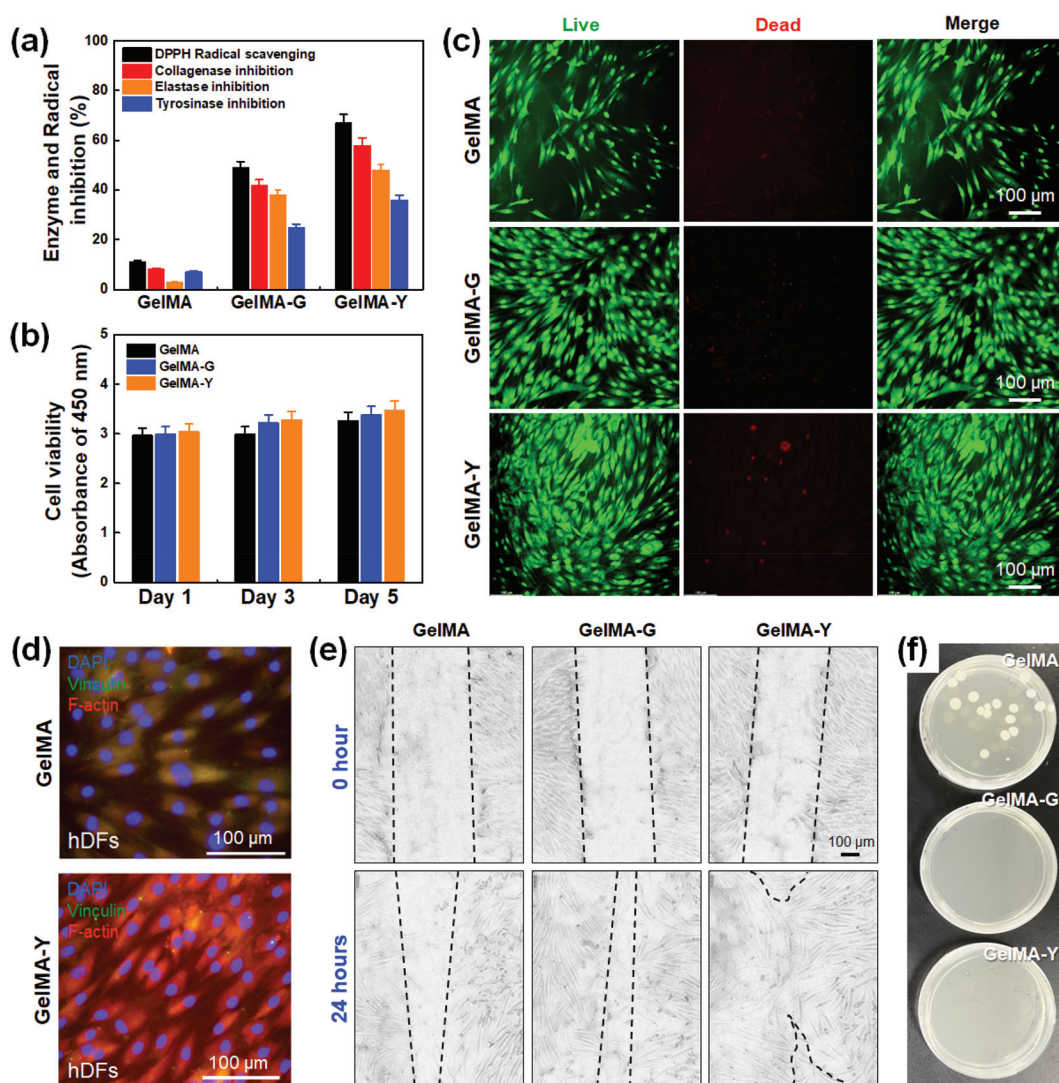 (a)
Enzyme and Radical
inhibition (%)
100
80
60
40
20
0
DPPH Radical scavenging
Collagenase inhibition
Elastase inhibition
Tyrosinase inhibition
GelMA
GelMA-G
GelMA-Y
(b)
Cell viability
(Absorbance of 450 nm)
5
4
3
2
1
0
GelMA
GelMA-G
GelMA-Y
Day 1
Day 3
Day 5
(c)
Live
Dead
Merge
GelMA
100 µm
GelMA-G
100 µm
GelMA-Y
100 µm
(d)
GelMA
DAPI
Vinculin
F-actin
hDFs
100 µm
GelMA-Y
DAPI
Vinculin
F-actin
hDFs
100 µm
(e)
GelMA
GelMA-G
GelMA-Y
0 hour
100 µm
24 hours
(f)
GelMA
GelMA-G
GelMA-Y